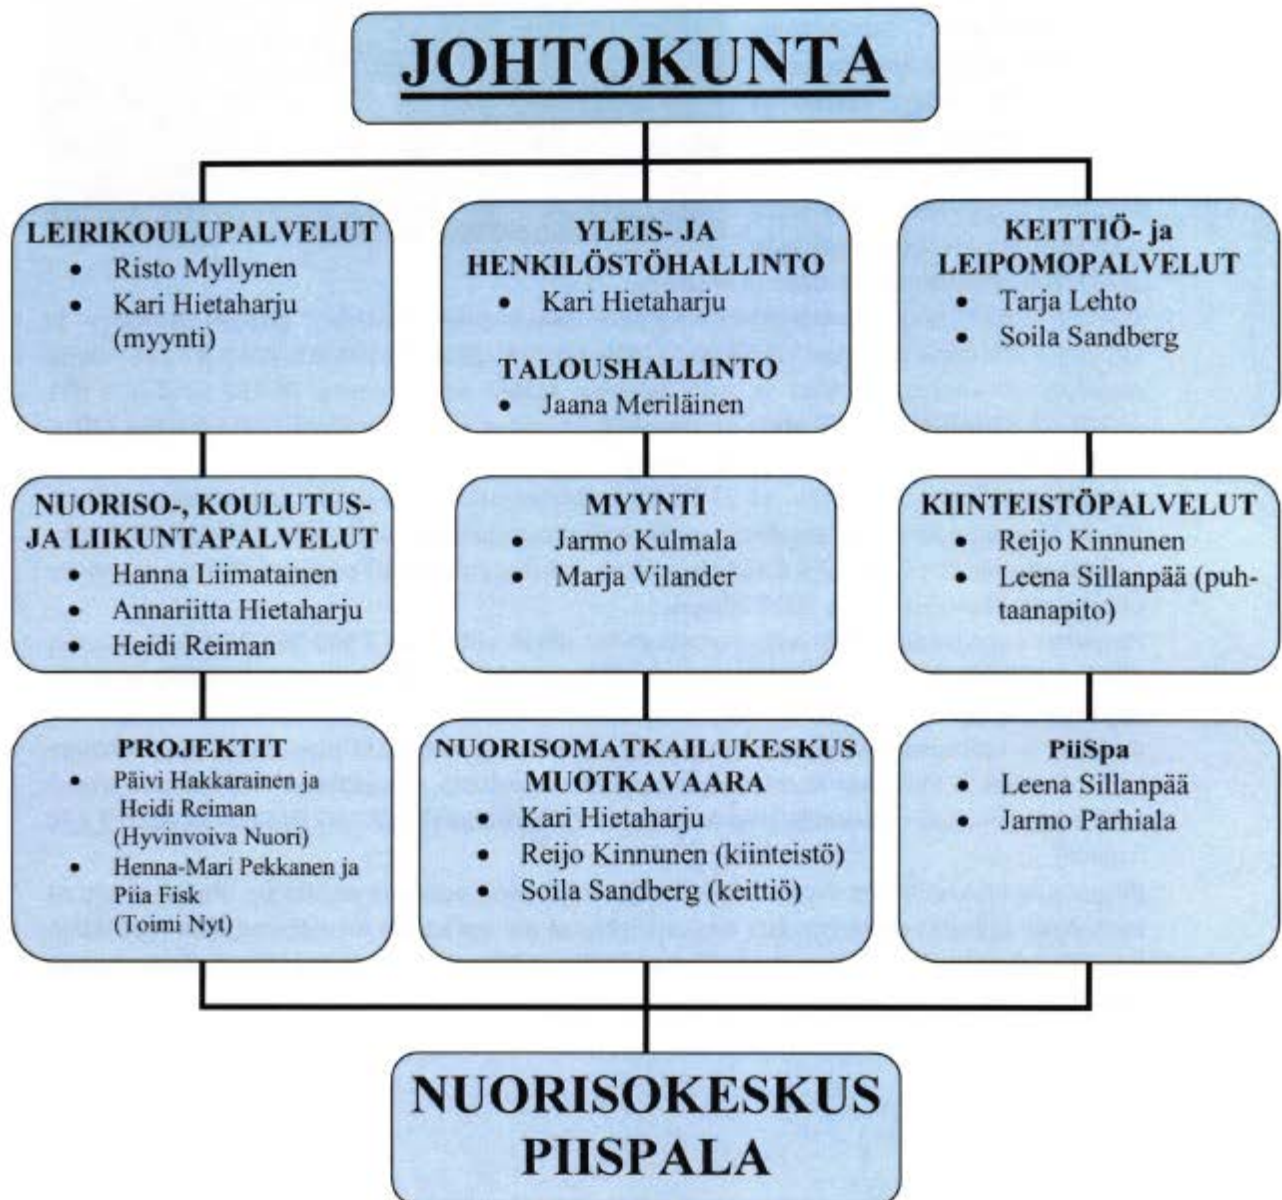 JOHTOKUNTA
LEIRIKOULUPALVELUT
• Risto Myllynen
• Kari Hietaharju
(myynti)
YLEIS- JA
HENKILÖSTÖHALLINTO
• Kari Hietaharju
TALOUSHALLINTO
• Jaana Meriläinen
KEITTIÖ- ja
LEIPOMOPALVELUT
• Tarja Lehto
• Soila Sandberg
NUORISO-, KOULUTUS-
JA LIIKUNTAPALVELUT
• Hanna Liimatainen
• Annariitta Hietaharju
• Heidi Reiman
MYYNTI
• Jarmo Kulmala
• Marja Vilander
KIINTEISTÖPALVELUT
• Reijo Kinnunen
• Leena Sillanpää (puh-
taanapito)
PROJEKTIT
• Päivi Hakkarainen ja
Heidi Reiman
(Hyvinvoiva Nuori)
• Henna-Mari Pekkanen ja
Piia Fisk
(Toimi Nyt)
NUORISOMATKAILUKESKUS
MUOTKAVAARA
• Kari Hietaharju
• Reijo Kinnunen (kiinteistö)
• Soila Sandberg (keittiö)
PiiSpa
• Leena Sillanpää
• Jarmo Parhiala
NUORISOKESKUS
PIISPALA